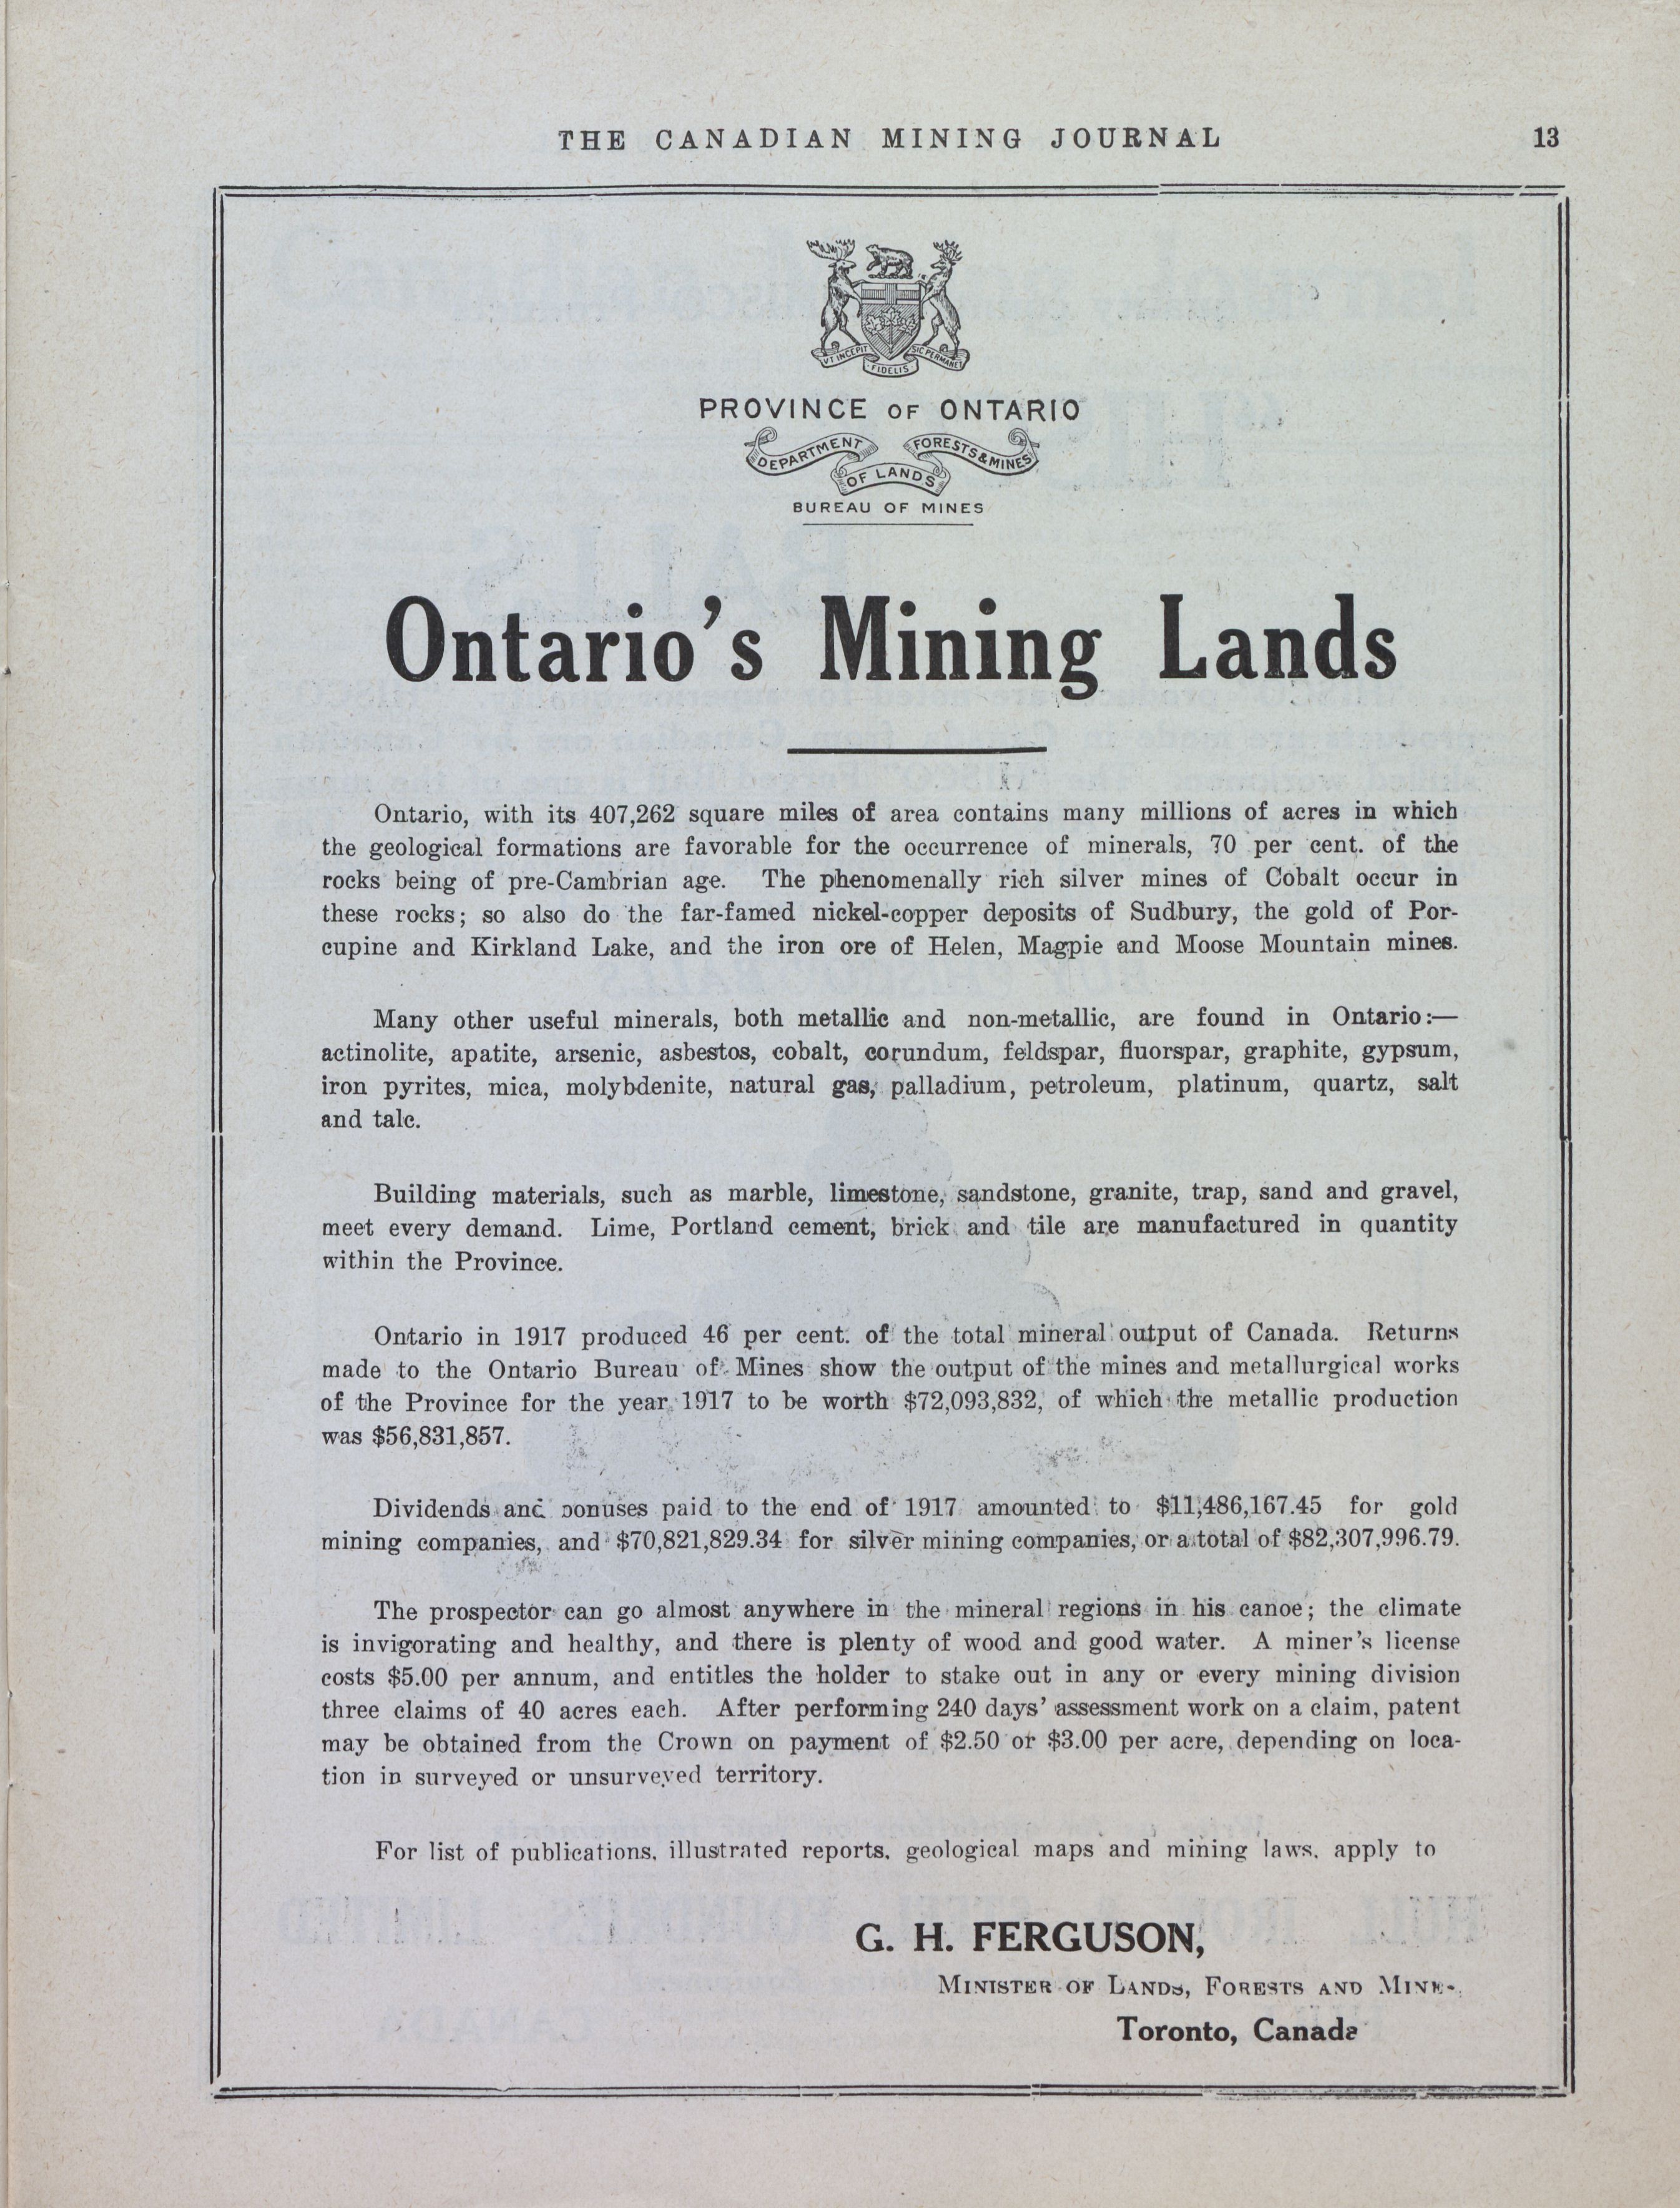 THE CANADIAN MINING JOURNAL 13
VT INCEPIT FIDELIS SIC PERMANET
PROVINCE OF ONTARIO
DEPARTMENT OF LANDS FORESTS & MINES
BUREAU OF MINES
Ontario's Mining Lands
Ontario, with its 407,262 square miles of area contains many millions of acres in which
the geological formations are favorable for the occurrence of minerals, 70 per cent. of the
rocks being of pre-Cambrian age. The phenomenally rich silver mines of Cobalt occur in
these rocks; so also do the far-famed nickel-copper deposits of Sudbury, the gold of Por-
cupine and Kirkland Lake, and the iron ore of Helen, Magpie and Moose Mountain mines.
Many other useful minerals, both metallic and non-metallic, are found in Ontario:—
actinolite, apatite, arsenic, asbestos, cobalt, corundum, feldspar, fluorspar, graphite, gypsum,
iron pyrites, mica, molybdenite, natural gas, palladium, petroleum, platinum, quartz, salt
and talc.
Building materials, such as marble, limestone, sandstone, granite, trap, sand and gravel,
meet every demand. Lime, Portland cement, brick and tile are manufactured in quantity
within the Province.
Ontario in 1917 produced 46 per cent. of the total mineral output of Canada. Returns
made to the Ontario Bureau of Mines show the output of the mines and metallurgical works
of the Province for the year 1917 to be worth $72,093,832, of which the metallic production
was $56,831,857.
Dividends and bonuses paid to the end of 1917 amounted to $11,486,167.45 for gold
mining companies, and $70,821,829.34 for silver mining companies, or a total of $82,307,996.79.
The prospector can go almost anywhere in the mineral regions in his canoe; the climate
is invigorating and healthy, and there is plenty of wood and good water. A miner's license
costs $5.00 per annum, and entitles the holder to stake out in any or every mining division
three claims of 40 acres each. After performing 240 days' assessment work on a claim, patent
may be obtained from the Crown on payment of $2.50 or $3.00 per acre, depending on loca-
tion in surveyed or unsurveyed territory.
For list of publications, illustrated reports, geological maps and mining laws, apply to
G. H. FERGUSON,
MINISTER OF LANDS, FORESTS AND MINES,
Toronto, Canada